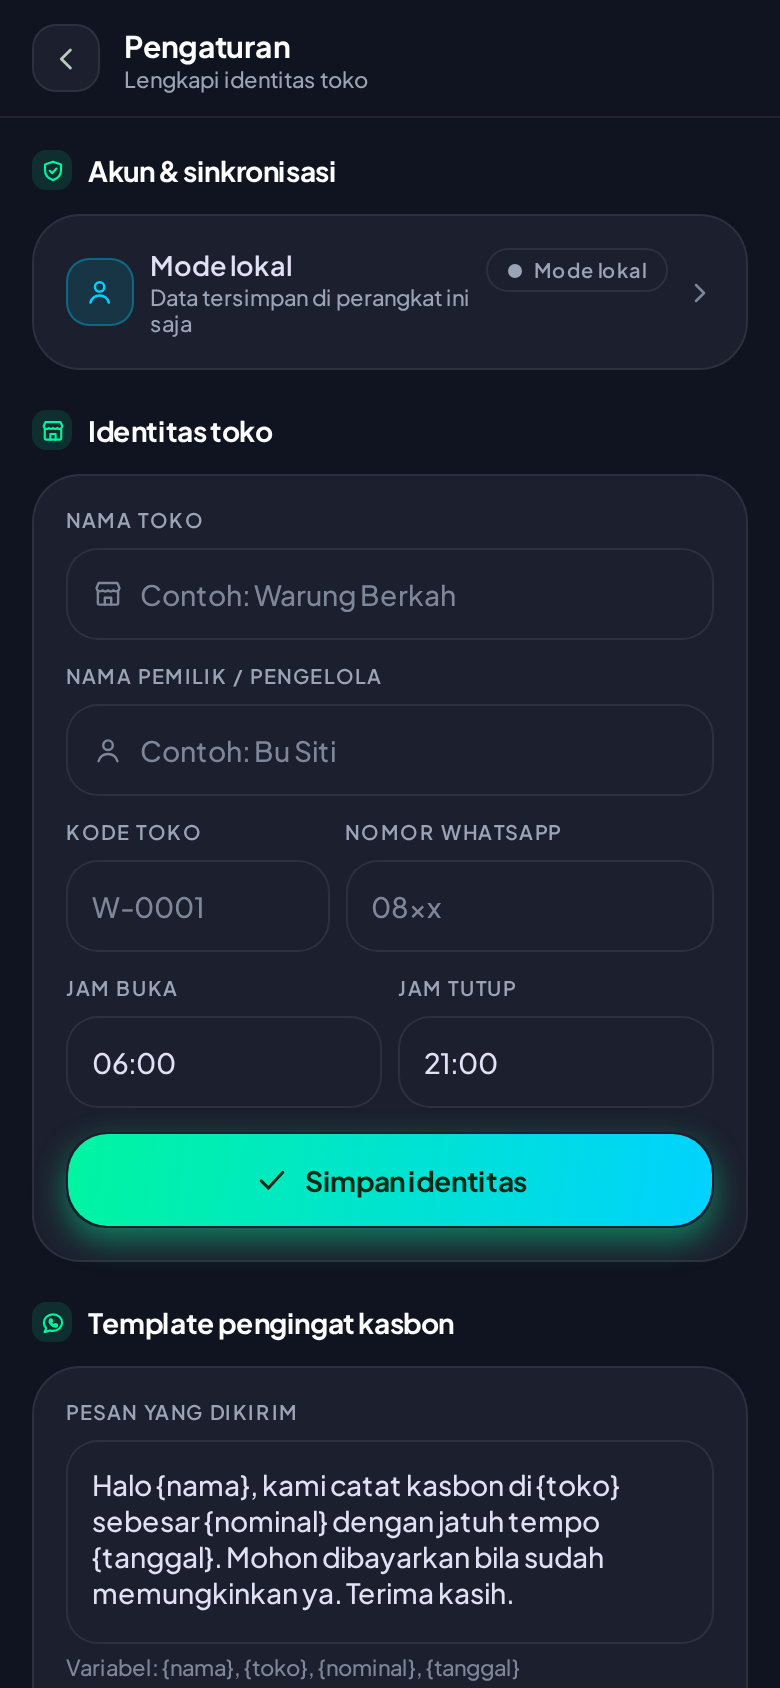 Pengaturan
Lengkapi identitas toko
Akun & sinkronisasi
Mode lokal
Mode lokal
Data tersimpan di perangkat ini
saja
Identitas toko
NAMA TOKO
Contoh: Warung Berkah
NAMA PEMILIK / PENGELOLA
Contoh: Bu Siti
KODE TOKO
NOMOR WHATSAPP
W-0001
08×x
JAM BUKA
JAM TUTUP
06:00
21:00
Simpan identitas
Template pengingat kasbon
PESAN YANG DIKIRIM
Halo {nama}, kami catat kasbon di {toko}
sebesar {nominal} dengan jatuh tempo
{tanggal}. Mohon dibayarkan bila sudah
memungkinkan ya. Terima kasih.
Variabel: {nama}, {toko}, {nominal}, {tanggal}